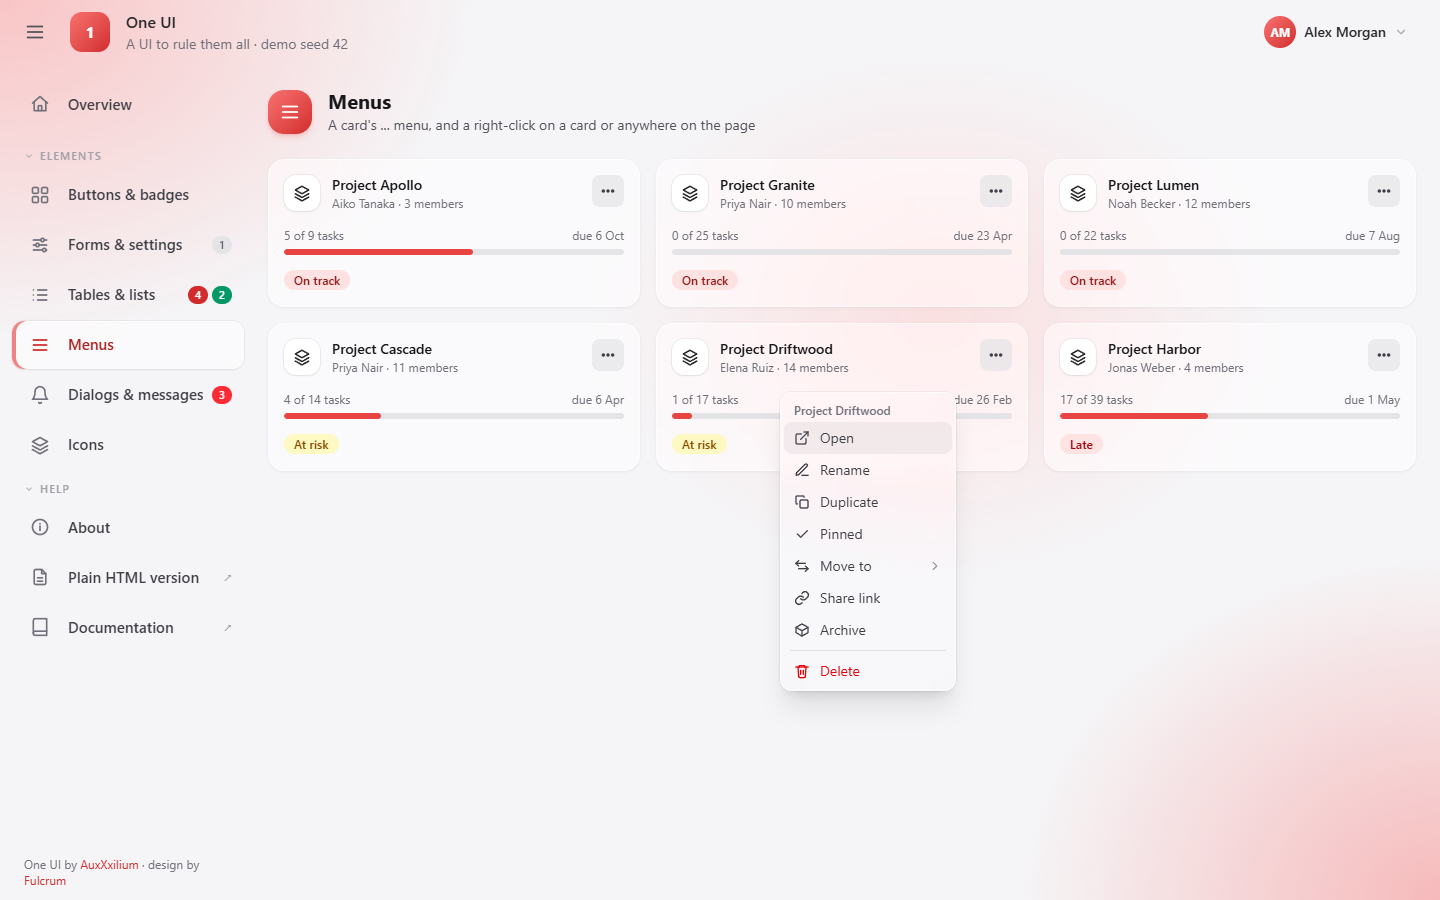 1
One UI
A UI to rule them all · demo seed 42
AM
Alex Morgan
Overview
ELEMENTS
Buttons & badges
Forms & settings
1
Tables & lists
4
2
Menus
Dialogs & messages
3
Icons
HELP
About
Plain HTML version
Documentation
One UI by AuxXxilium · design by
Fulcrum
Menus
A card's ... menu, and a right-click on a card or anywhere on the page
Project Apollo
Aiko Tanaka · 3 members
5 of 9 tasks
due 6 Oct
On track
Project Granite
Priya Nair · 10 members
0 of 25 tasks
due 23 Apr
On track
Project Lumen
Noah Becker · 12 members
0 of 22 tasks
due 7 Aug
On track
Project Cascade
Priya Nair · 11 members
4 of 14 tasks
due 6 Apr
At risk
Project Driftwood
Elena Ruiz · 14 members
1 of 17 tasks
due 26 Feb
At risk
Project Harbor
Jonas Weber · 4 members
17 of 39 tasks
due 1 May
Late
Project Driftwood
Open
Rename
Duplicate
Pinned
Move to
Share link
Archive
Delete